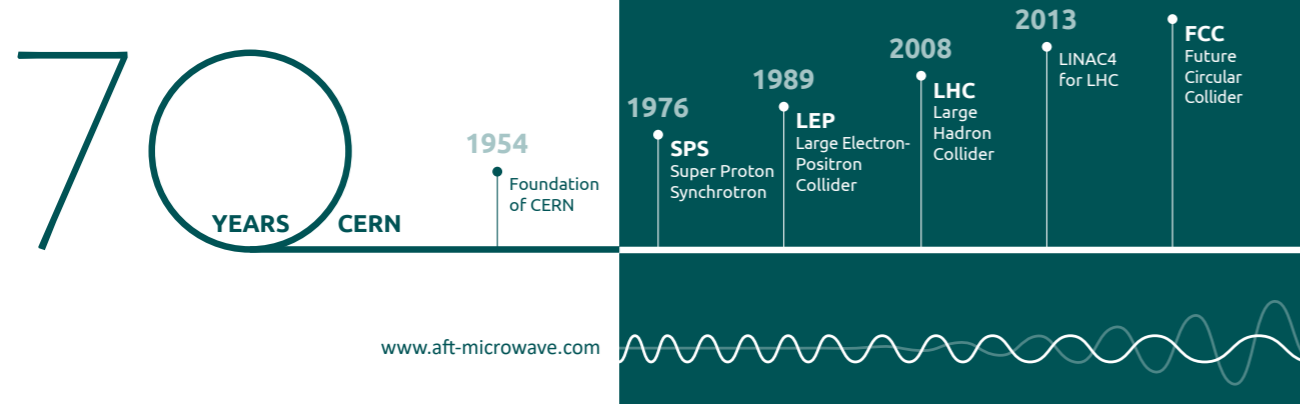 70
YEARS CERN
1954
Foundation
of CERN
1976
SPS
Super Proton
Synchrotron
1989
LEP
Large Electron-
Positron
Collider
2008
LHC
Large
Hadron
Collider
2013
LINAC4
for LHC
FCC
Future
Circular
Collider
www.aft-microwave.com